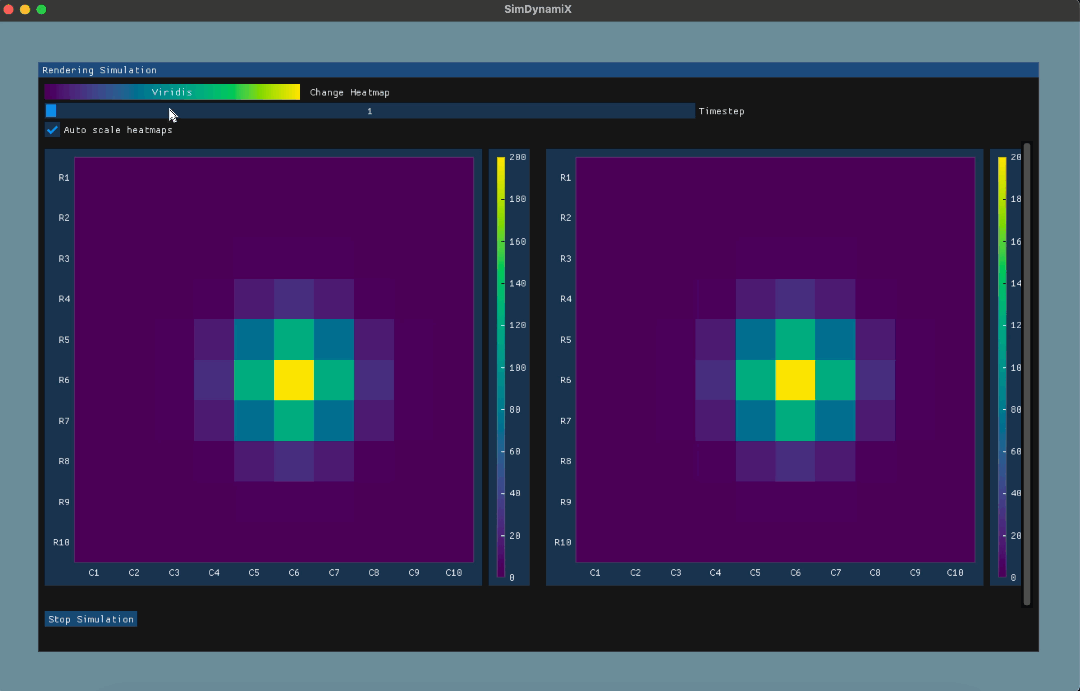 SimDynamiX
Rendering Simulation
Viridis Change Heatmap
1 Timestep
Auto scale heatmaps
R1
R2
R3
R4
R5
R6
R7
R8
R9
R10
C1 C2 C3 C4 C5 C6 C7 C8 C9 C10
200
180
160
140
120
100
80
60
40
20
0
R1
R2
R3
R4
R5
R6
R7
R8
R9
R10
C1 C2 C3 C4 C5 C6 C7 C8 C9 C10
20
18
16
14
12
10
80
60
40
20
0
Stop Simulation